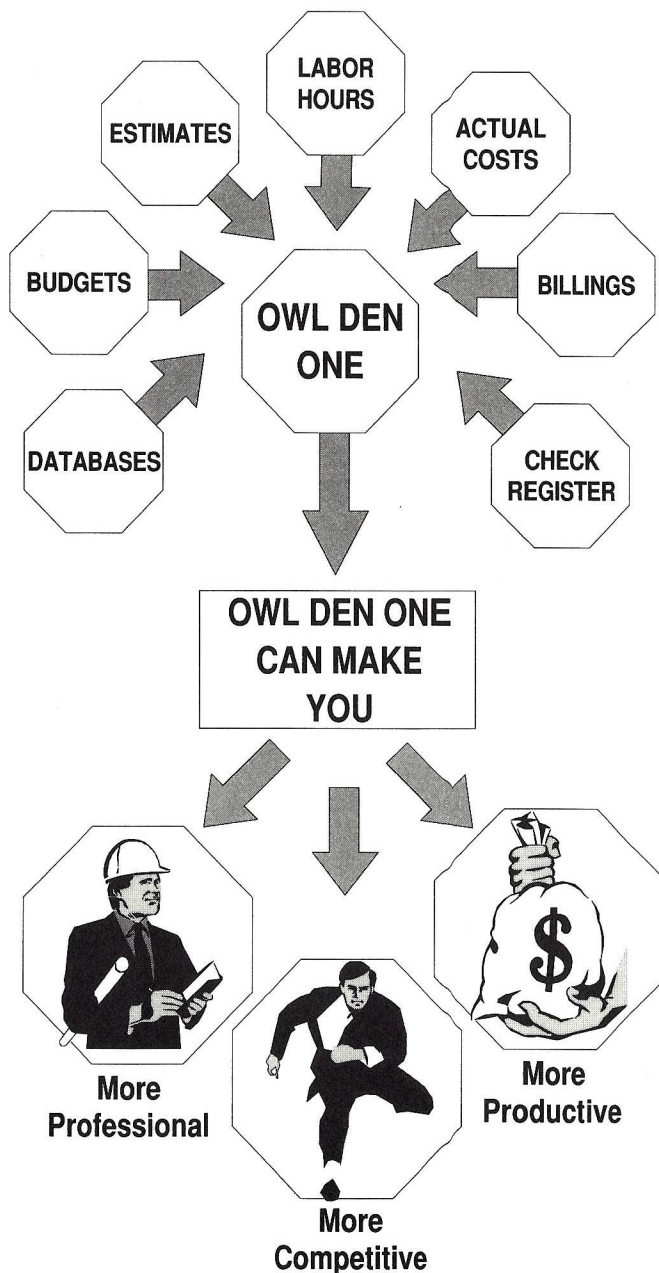 LABOR
HOURS
ESTIMATES
ACTUAL
COSTS
BUDGETS
BILLINGS
OWL DEN
ONE
DATABASES
CHECK
REGISTER
OWL DEN ONE
CAN MAKE
YOU
$
More
Professional
More
Productive
More
Competitive